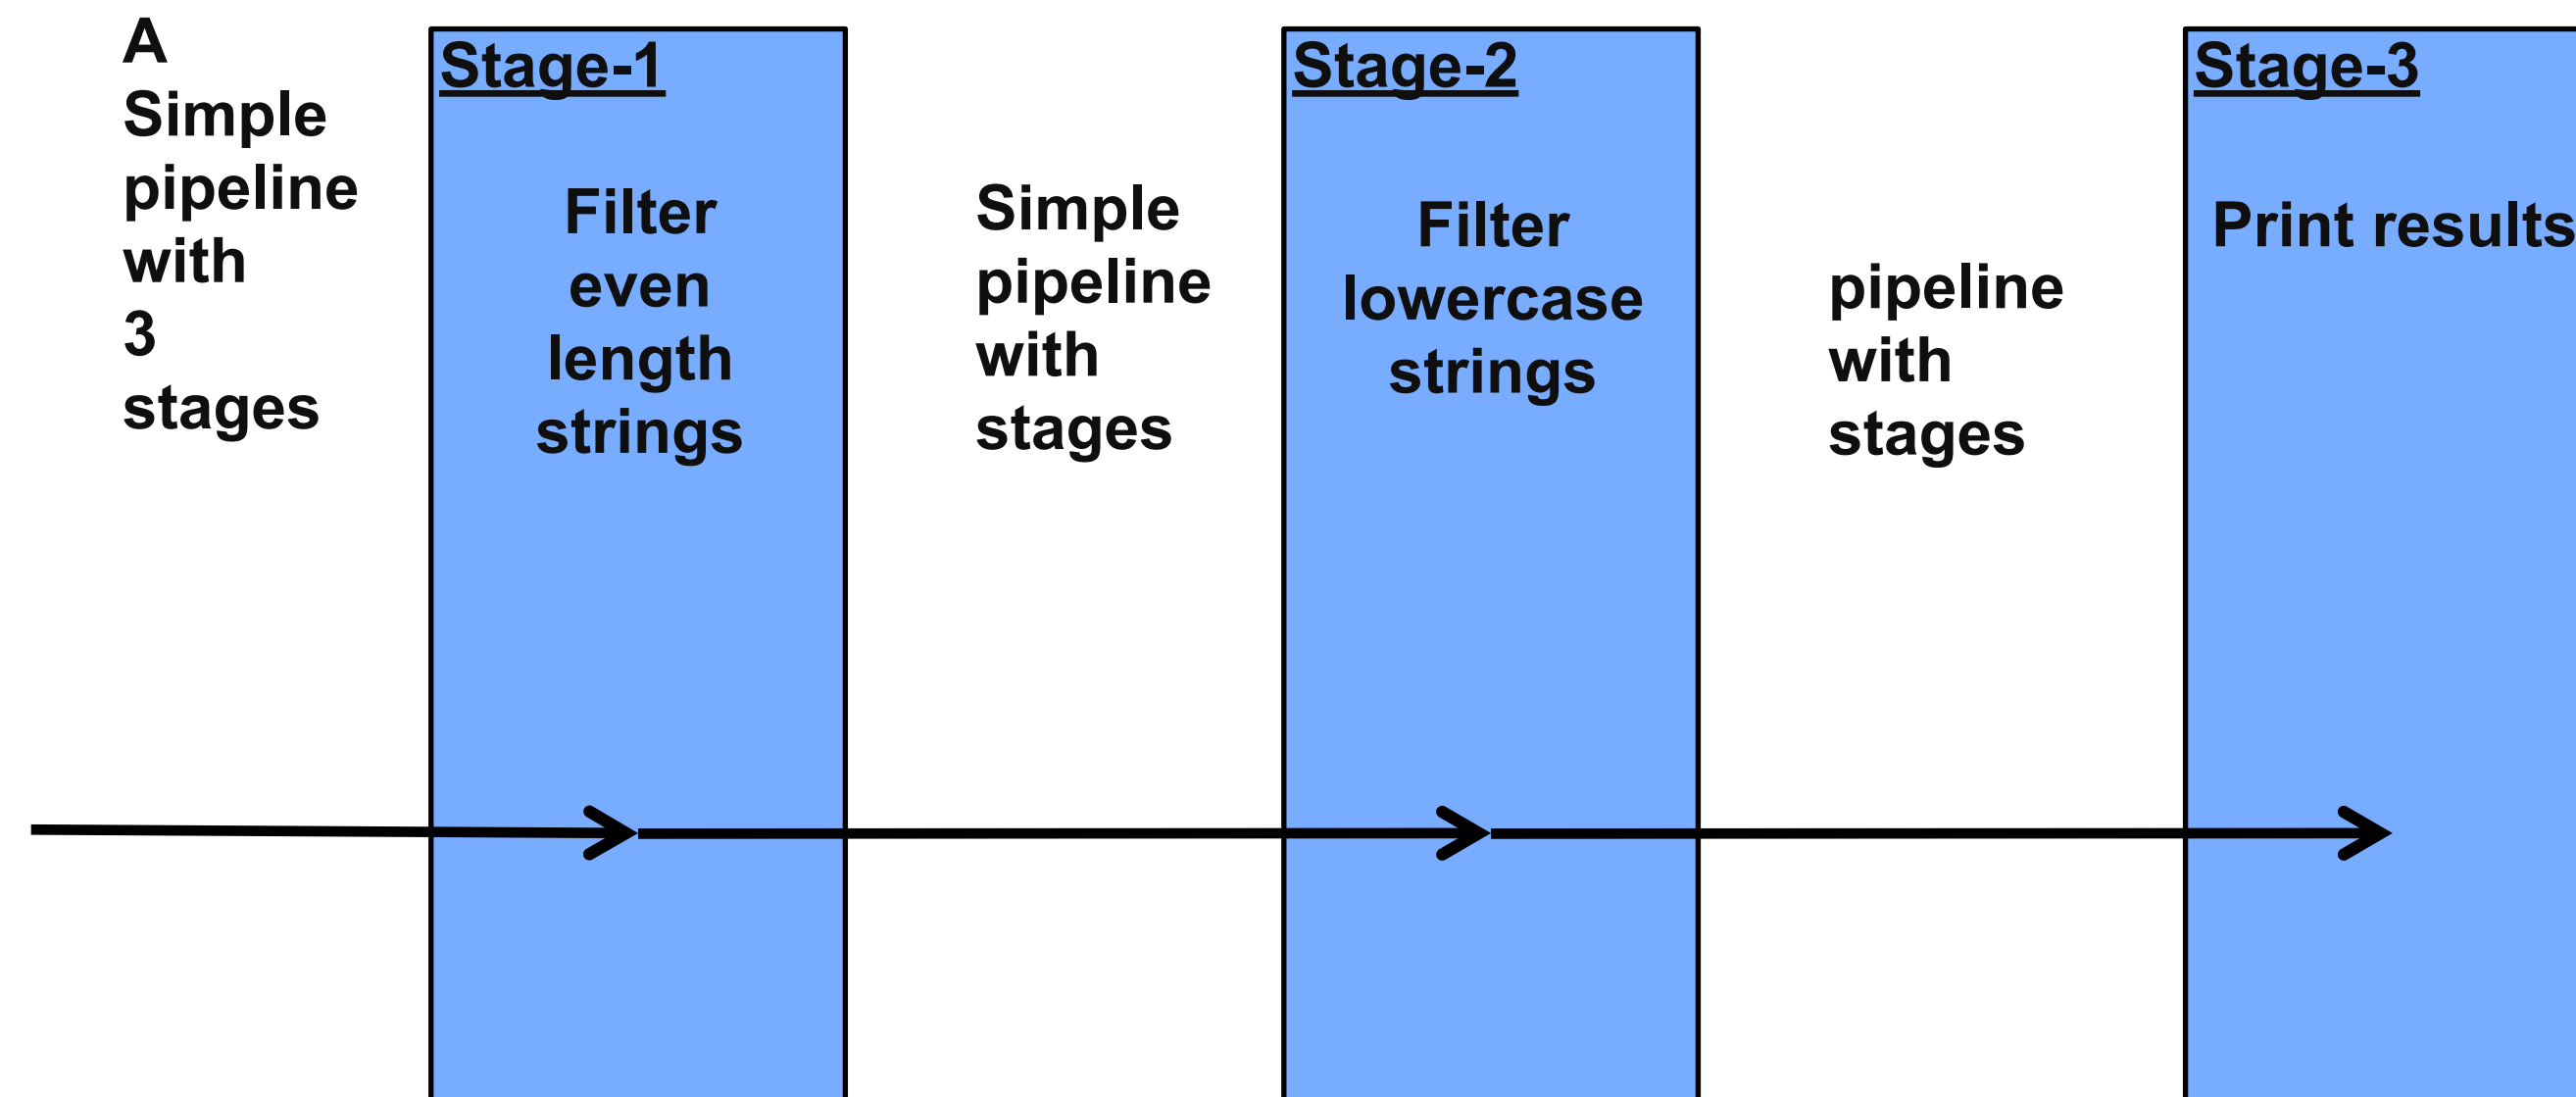 A
Simple
pipeline
with
3
stages
Stage-1
Filter
even
length
strings
Simple
pipeline
with
stages
Stage-2
Filter
lowercase
strings
pipeline
with
stages
Stage-3
Print results